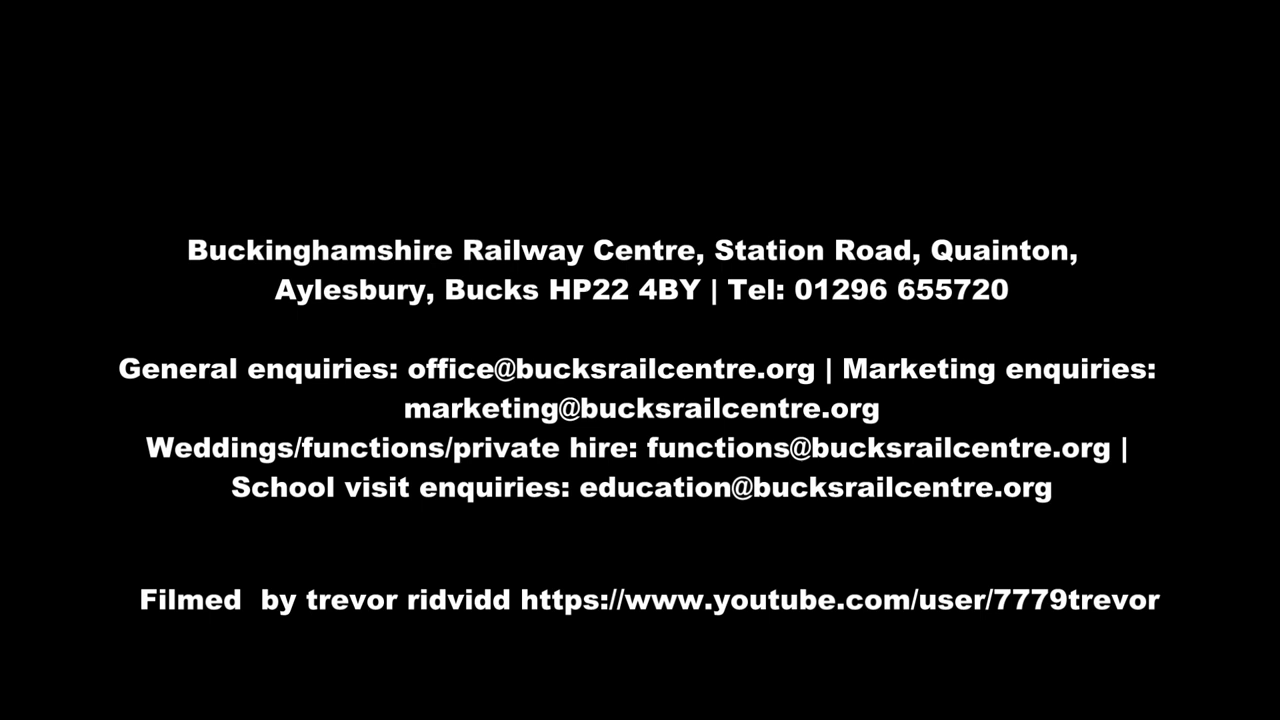 Buckinghamshire Railway Centre, Station Road, Quainton,
Aylesbury, Bucks HP22 4BY | Tel: 01296 655720
General enquiries: office@bucksrailcentre.org | Marketing enquiries:
marketing@bucksrailcentre.org
Weddings/functions/private hire: functions@bucksrailcentre.org |
School visit enquiries: education@bucksrailcentre.org
Filmed  by trevor ridvidd https://www.youtube.com/user/7779trevor